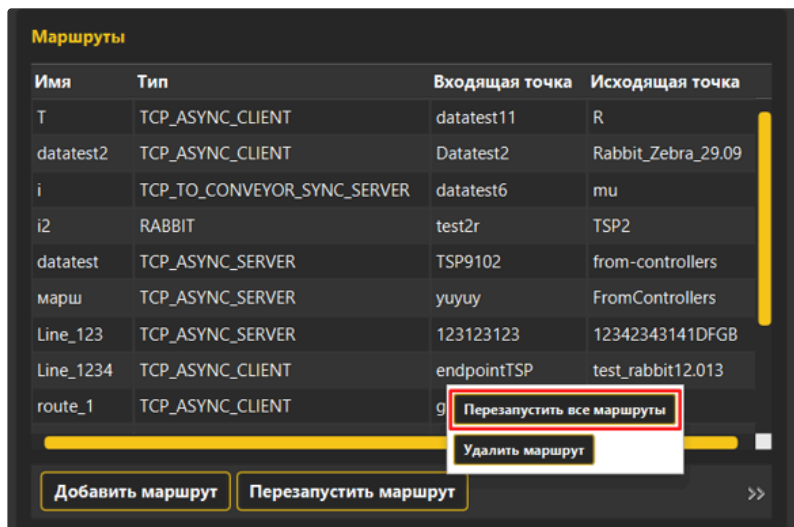 Маршруты
Имя Тип Входящая точка Исходящая точка
T TCP_ASYNC_CLIENT datatest11 R
datatest2 TCP_ASYNC_CLIENT Datatest2 Rabbit_Zebra_29.09
i TCP_TO_CONVEYOR_SYNC_SERVER datatest6 mu
i2 RABBIT test2r TSP2
datatest TCP_ASYNC_SERVER TSP9102 from-controllers
марш TCP_ASYNC_SERVER yuyuy FromControllers
Line_123 TCP_ASYNC_SERVER 123123123 12342343141DFGB
Line_1234 TCP_ASYNC_CLIENT endpointTSP test_rabbit12.013
route_1 TCP_ASYNC_CLIENT
Перезапустить все маршруты
Удалить маршрут
Добавить маршрут Перезапустить маршрут »